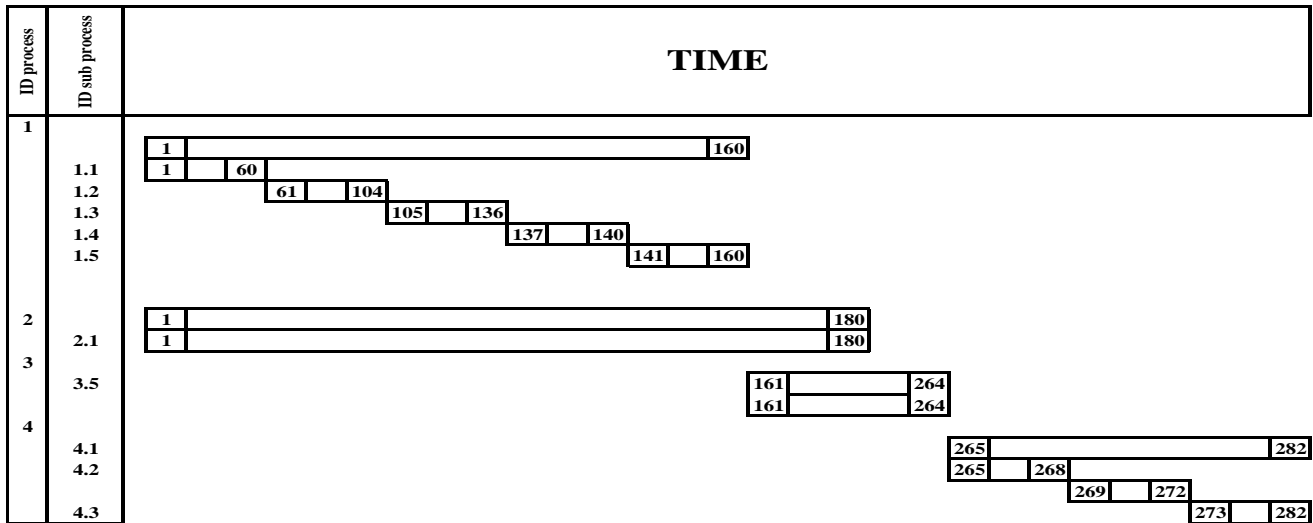 ID process
ID sub process
TIME
1
1 160
1.1 1 60
1.2 61 104
1.3 105 136
1.4 137 140
1.5 141 160
2 1 180
2.1 1 180
3
3.5 161 264
161 264
4
4.1 265 282
4.2 265 268
269 272
4.3 273 282